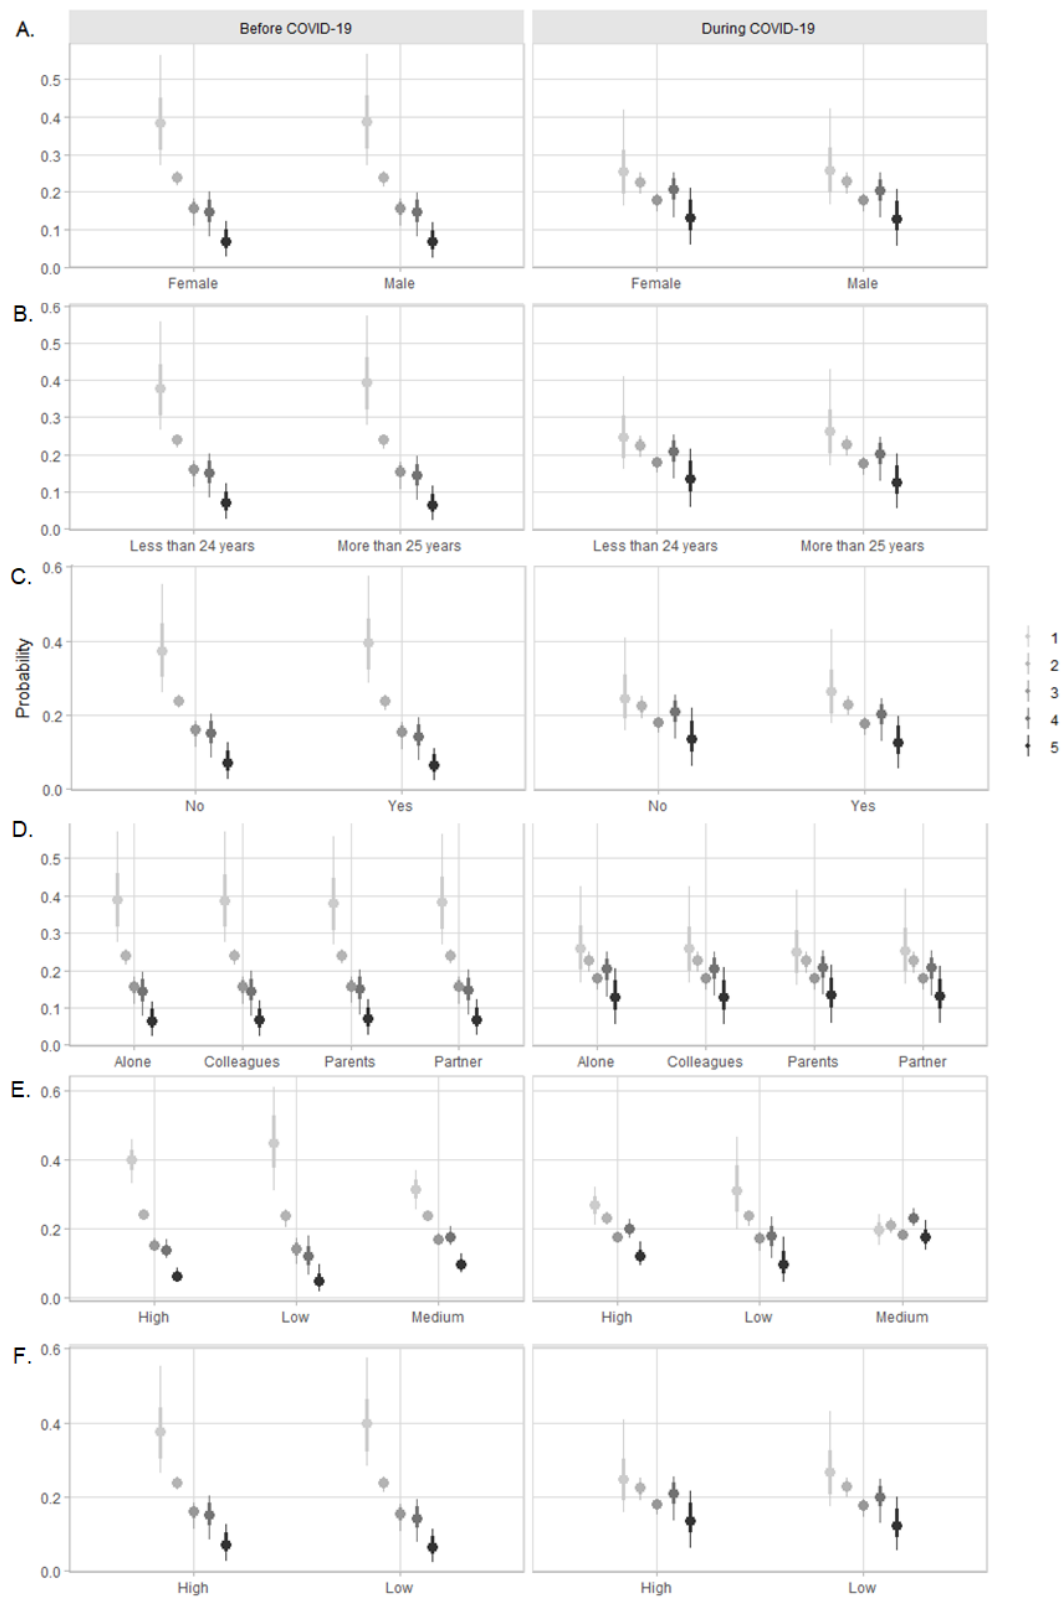 A.
Before COVID-19 During COVID-19
0.5
0.4
0.3
0.2
0.1
0.0
Female Male Female Male
B.
0.6
0.5
0.4
0.3
0.2
0.1
0.0
Less than 24 years More than 25 years Less than 24 years More than 25 years
C.
0.6
0.4
0.2
0.0
No Yes No Yes
Probability
1
2
3
4
5
D.
0.5
0.4
0.3
0.2
0.1
0.0
Alone Colleagues Parents Partner Alone Colleagues Parents Partner
E.
0.6
0.4
0.2
0.0
High Low Medium High Low Medium
F.
0.6
0.4
0.2
0.0
High Low High Low